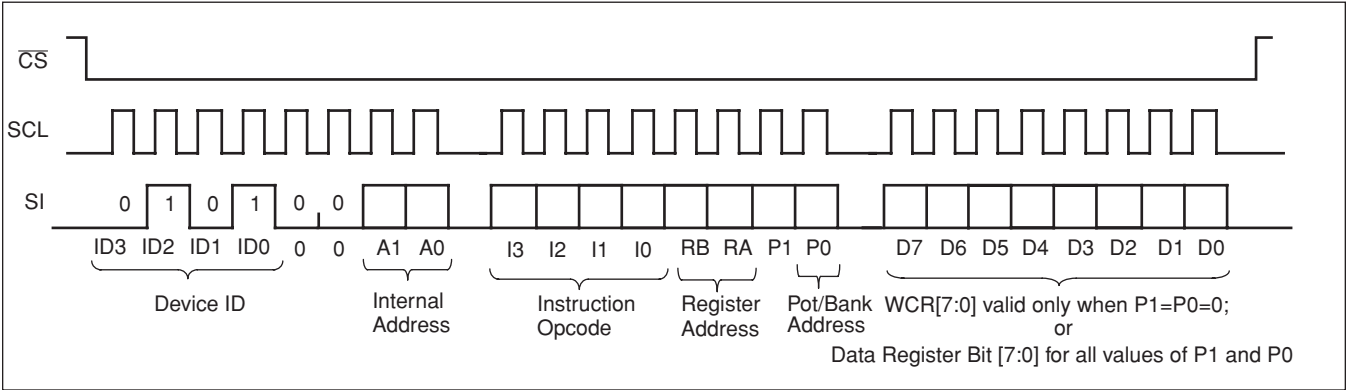 CS
SCL
SI
0 1 0 1 0 0
ID3 ID2 ID1 ID0 0 0 A1 A0 I3 I2 I1 I0 RB RA P1 P0 D7 D6 D5 D4 D3 D2 D1 D0
Device ID
Internal
Address
Instruction
Opcode
Register
Address
Pot/Bank
Address
WCR[7:0] valid only when P1=P0=0;
or
Data Register Bit [7:0] for all values of P1 and P0